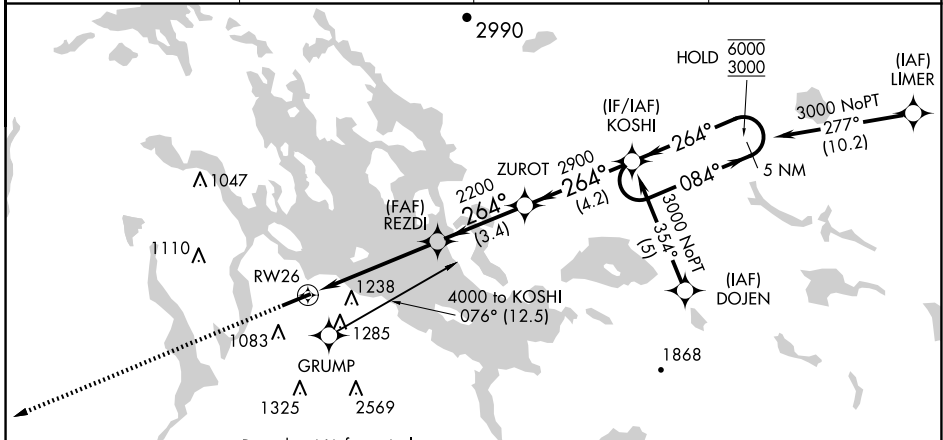 2990
HOLD 6000
3000
(IAF)
LIMER
(IF/IAF)
KOSHI
3000 NoPT
277°
(10.2)
264°
5 NM
084°
ZUROT
2900
264°
(4.2)
2200
264°
(3.4)
(FAF)
REZDI
3000 NoPT
354°
(5)
(IAF)
DOJEN
1047
1110
RW26
1238
4000 to KOSHI
076° (12.5)
1083
1285
GRUMP
1868
1325
2569